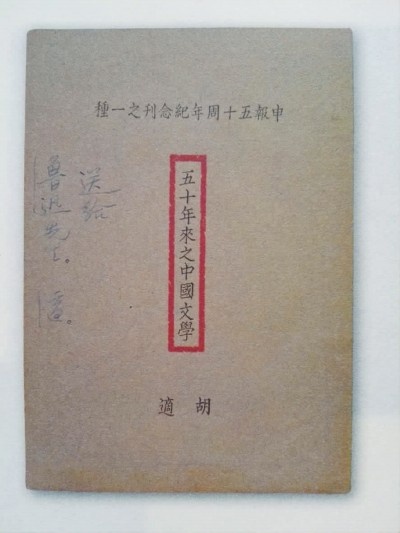 申報五十周年紀念刊之一種
五十年來之中國文學
胡適
送給
魯迅先生。 適。